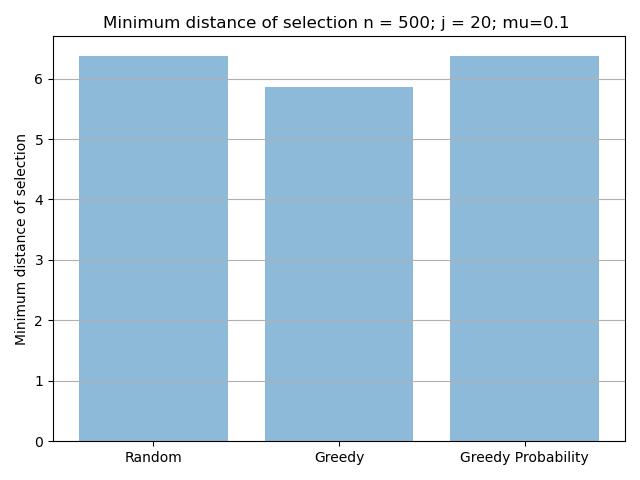 Minimum distance of selection n = 500; j = 20; mu=0.1
Minimum distance of selection
6
5
4
3
2
1
0
Random
Greedy
Greedy Probability